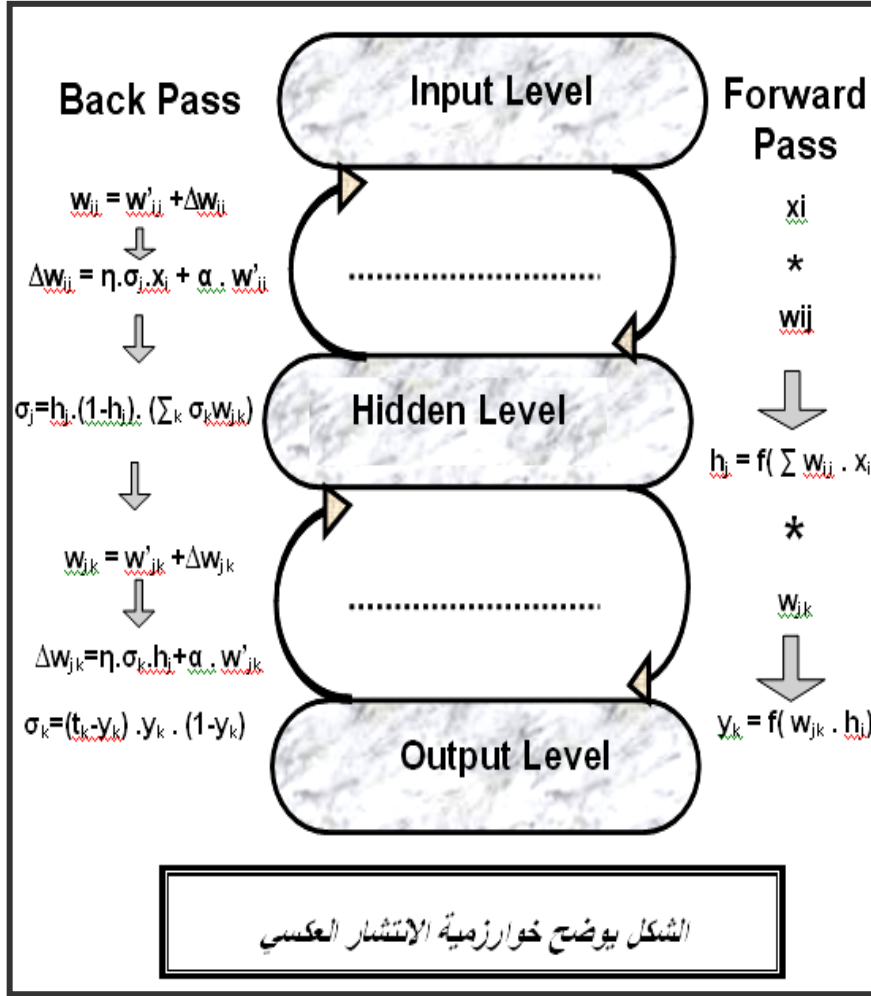 Input Level
Back Pass
Forward
Pass
wij = w'ij +Δwij
Δwij = η.σj.xi + α . w'ij
σj=hj.(1-hj). (∑k σkwjk)
wjk = w'jk +Δwjk
Δwjk=η.σk.hj+α . w'jk
σk=(tk-yk) .yk . (1-yk)
................................
Hidden Level
................................
Output Level
xi
*
wij
hj = f( ∑ wij . xi
*
wjk
yk = f( wjk . hj)
الشكل يوضح خوارزمية الانتشار العكسي